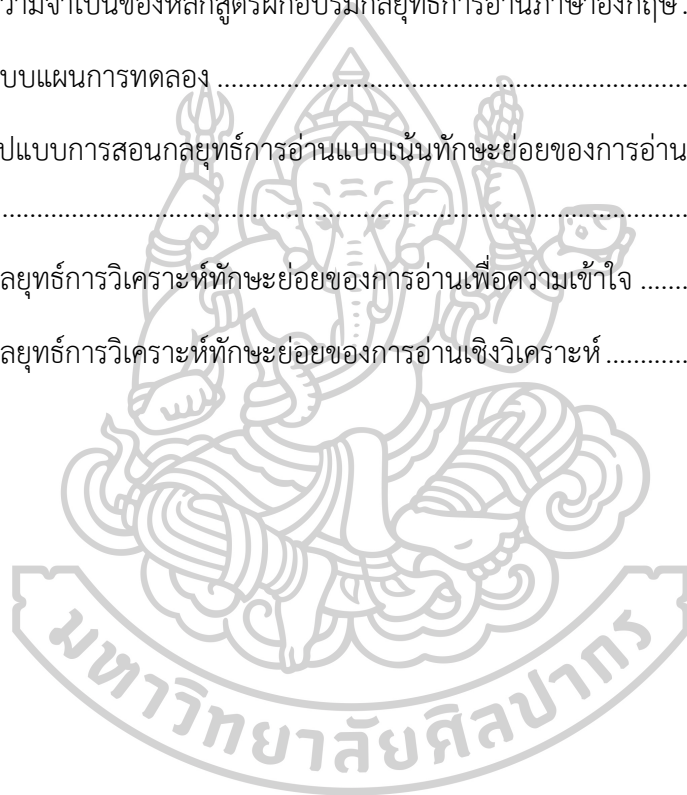 วามจำเป็นของหลักสูตรฝึกอบรมกลยุทธ์การอ่านภาษาอังกฤษ .
บบแผนการทดลอง ..............................................................................
ปแบบการสอนกลยุทธ์การอ่านแบบเน้นทักษะย่อยของการอ่าน
....................................................................................................
ลยุทธ์การวิเคราะห์ทักษะย่อยของการอ่านเพื่อความเข้าใจ .......
ลยุทธ์การวิเคราะห์ทักษะย่อยของการอ่านเชิงวิเคราะห์ ............
มหาวิทยาลัยศิลปากร